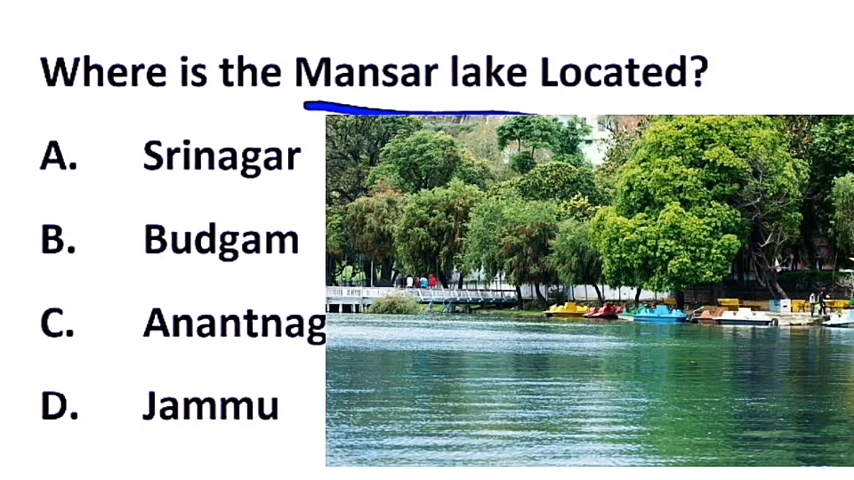 Where is the Mansar lake Located?
A. Srinagar
B. Budgam
C. Anantnag
D. Jammu